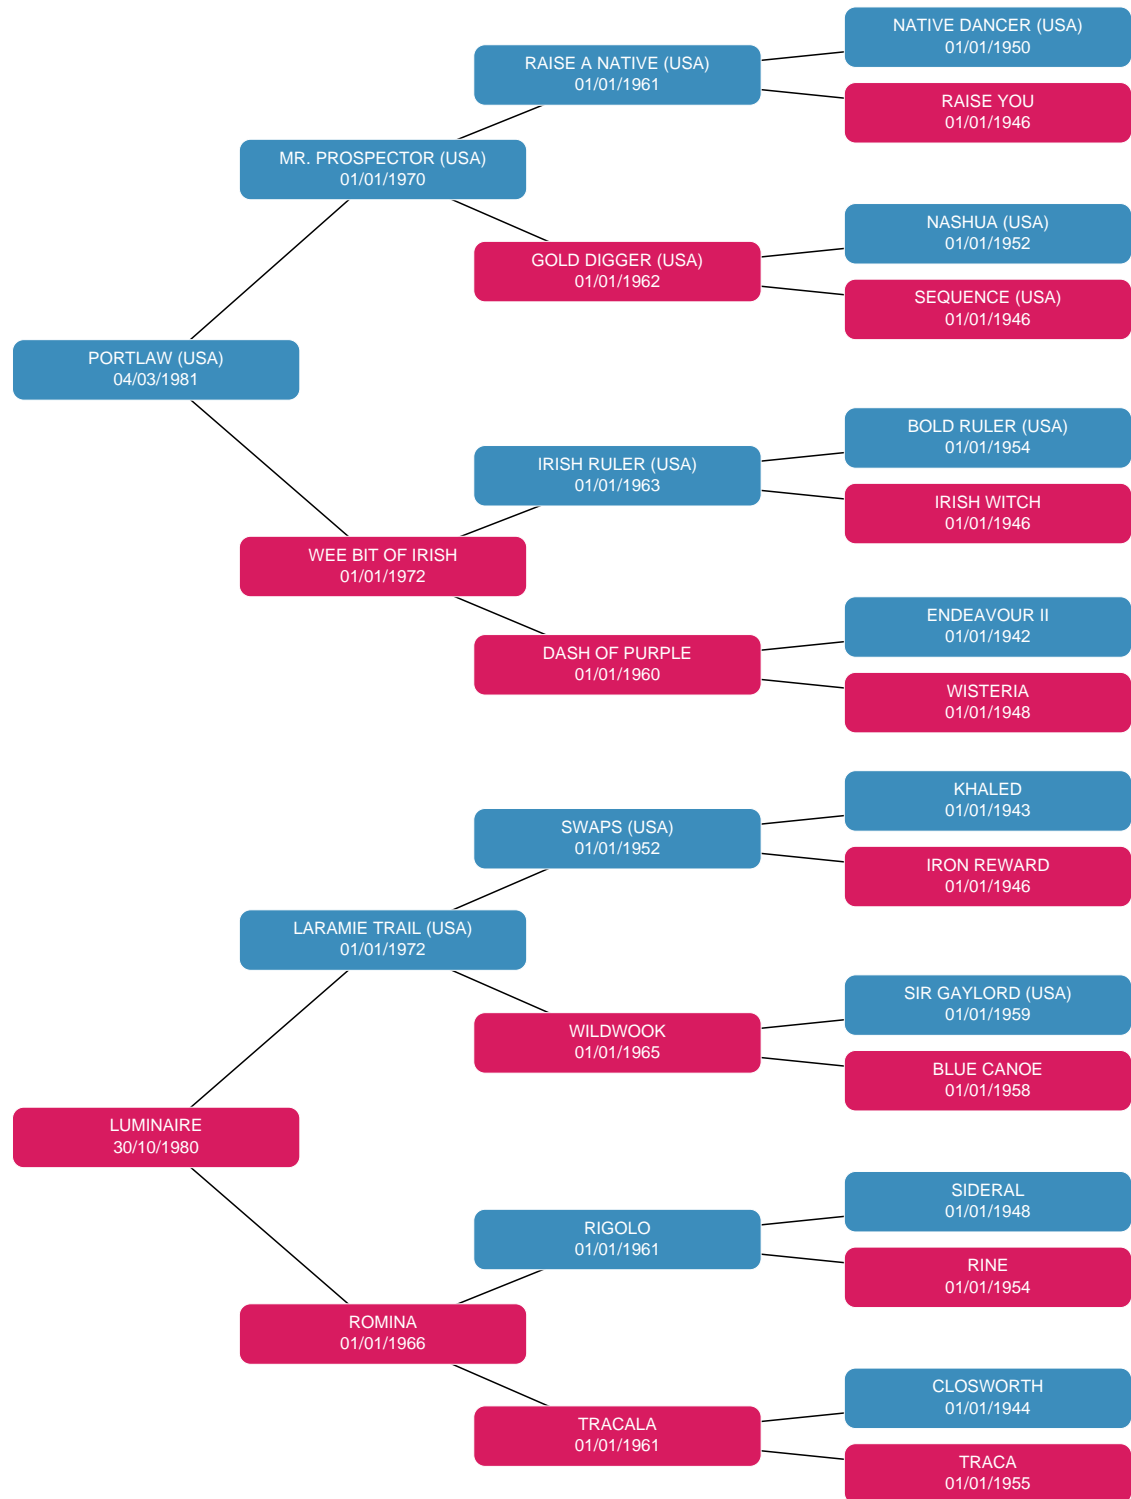 NATIVE DANCER (USA)
01/01/1950
RAISE A NATIVE (USA)
01/01/1961
RAISE YOU
01/01/1946
MR. PROSPECTOR (USA)
01/01/1970
NASHUA (USA)
01/01/1952
GOLD DIGGER (USA)
01/01/1962
SEQUENCE (USA)
01/01/1946
PORTLAW (USA)
04/03/1981
BOLD RULER (USA)
01/01/1954
IRISH RULER (USA)
01/01/1963
IRISH WITCH
01/01/1946
WEE BIT OF IRISH
01/01/1972
ENDEAVOUR II
01/01/1942
DASH OF PURPLE
01/01/1960
WISTERIA
01/01/1948
KHALED
01/01/1943
SWAPS (USA)
01/01/1952
IRON REWARD
01/01/1946
LARAMIE TRAIL (USA)
01/01/1972
SIR GAYLORD (USA)
01/01/1959
WILDWOOK
01/01/1965
BLUE CANOE
01/01/1958
LUMINAIRE
30/10/1980
SIDERAL
01/01/1948
RIGOLO
01/01/1961
RINE
01/01/1954
ROMINA
01/01/1966
CLOSWORTH
01/01/1944
TRACALA
01/01/1961
TRACA
01/01/1955